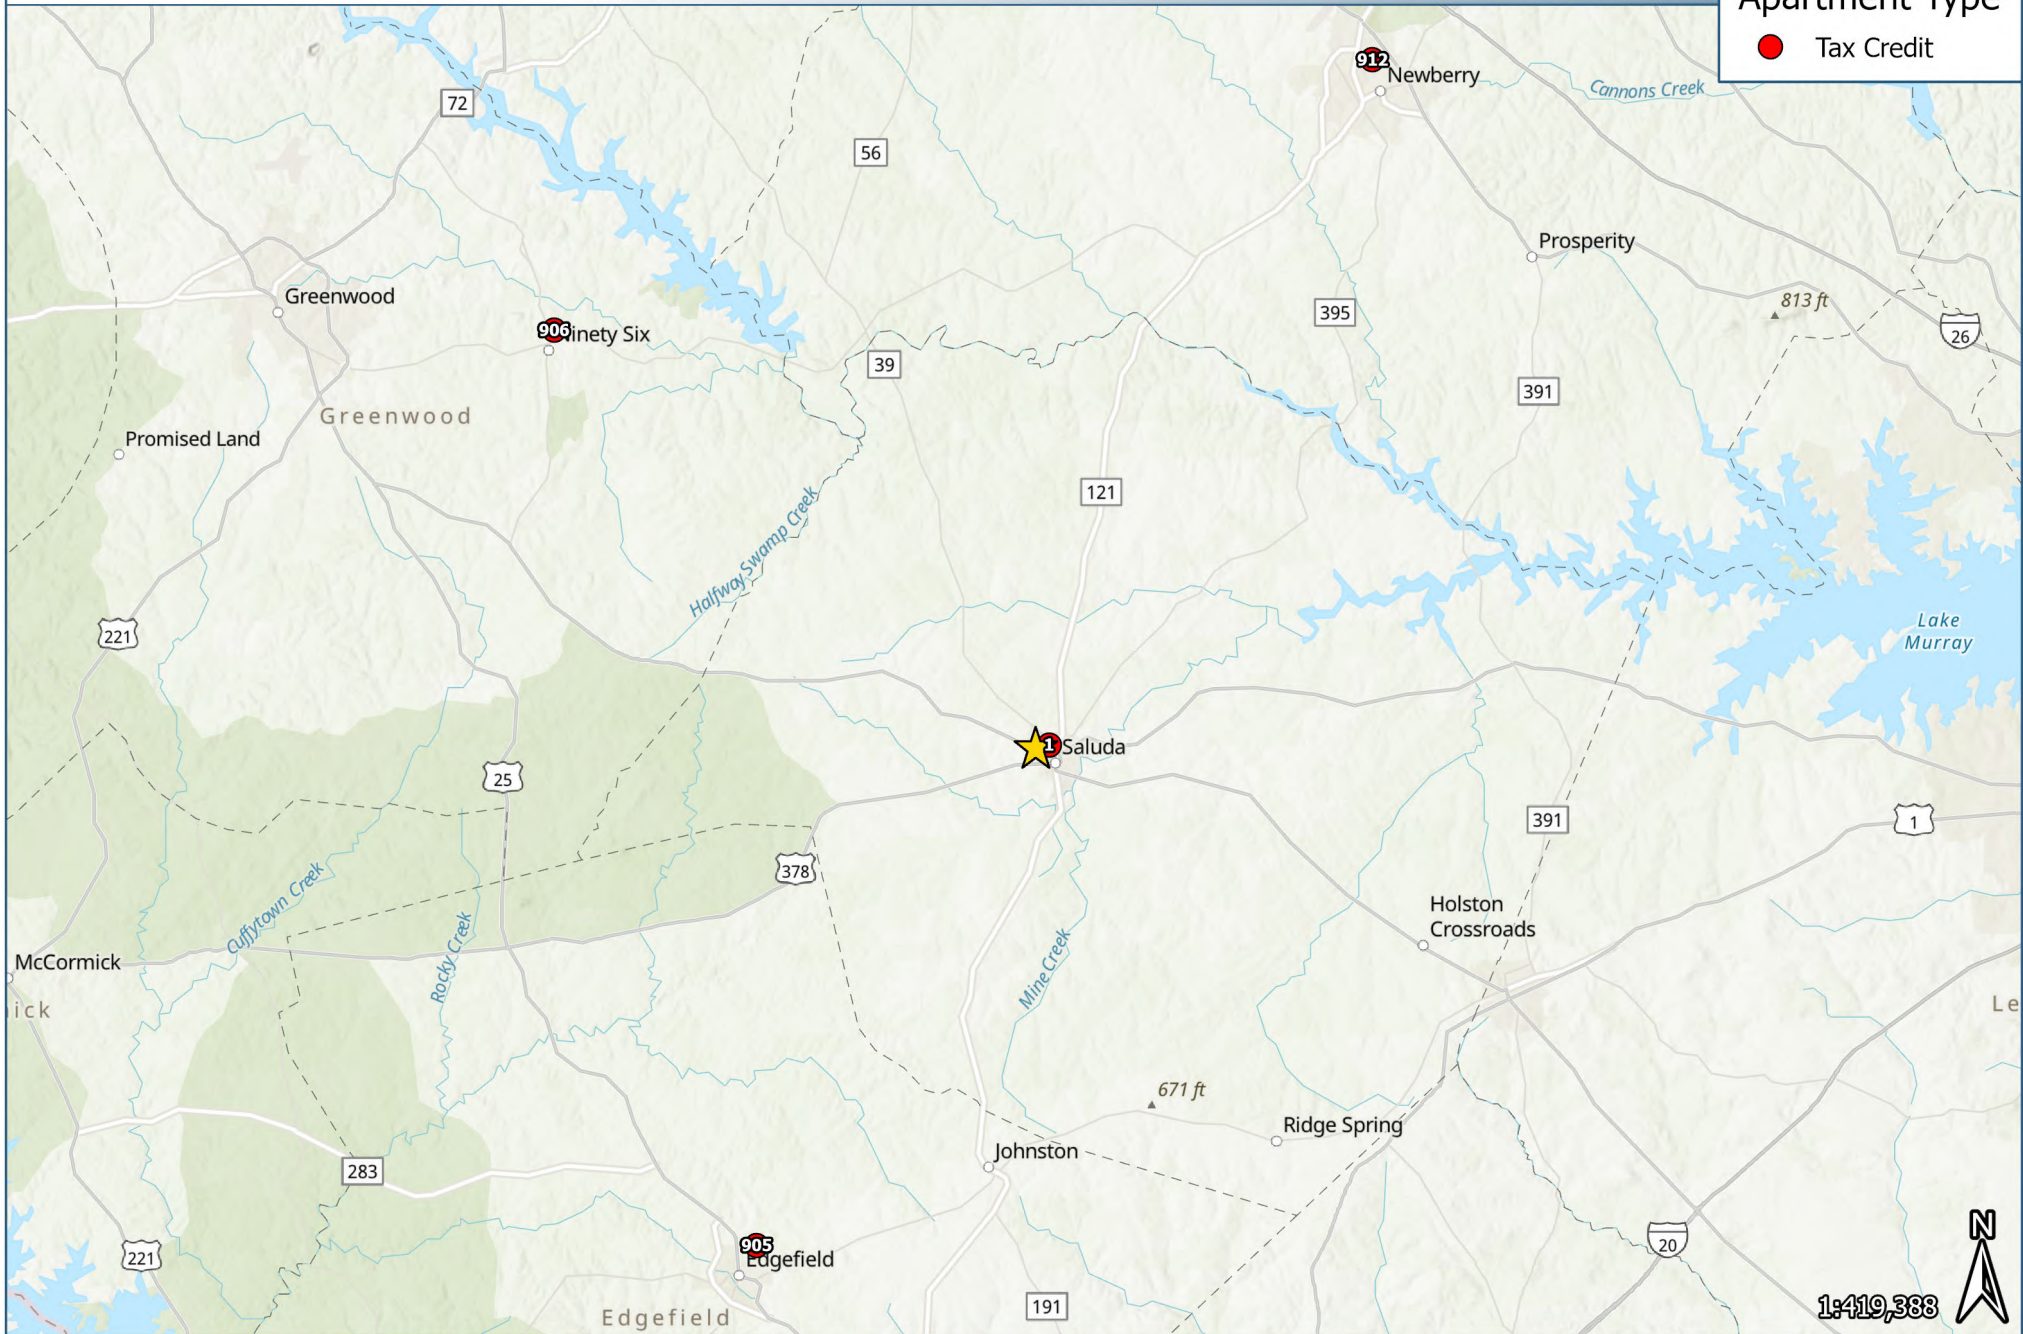 Apartment Type
Tax Credit
912
Newberry
Cannons Creek
72
56
Prosperity
Greenwood
813 ft
395
26
906
Ninety Six
39
391
Greenwood
Promised Land
121
Halfway Swamp Creek
221
Lake
Murray
1
Saluda
25
391
1
378
Cuffytown Creek
Holston
Crossroads
Rocky Creek
Mine Creek
McCormick
ick
Le
671 ft
Ridge Spring
Johnston
283
N
20
905
Edgefield
221
191
1:419,388
Edgefield